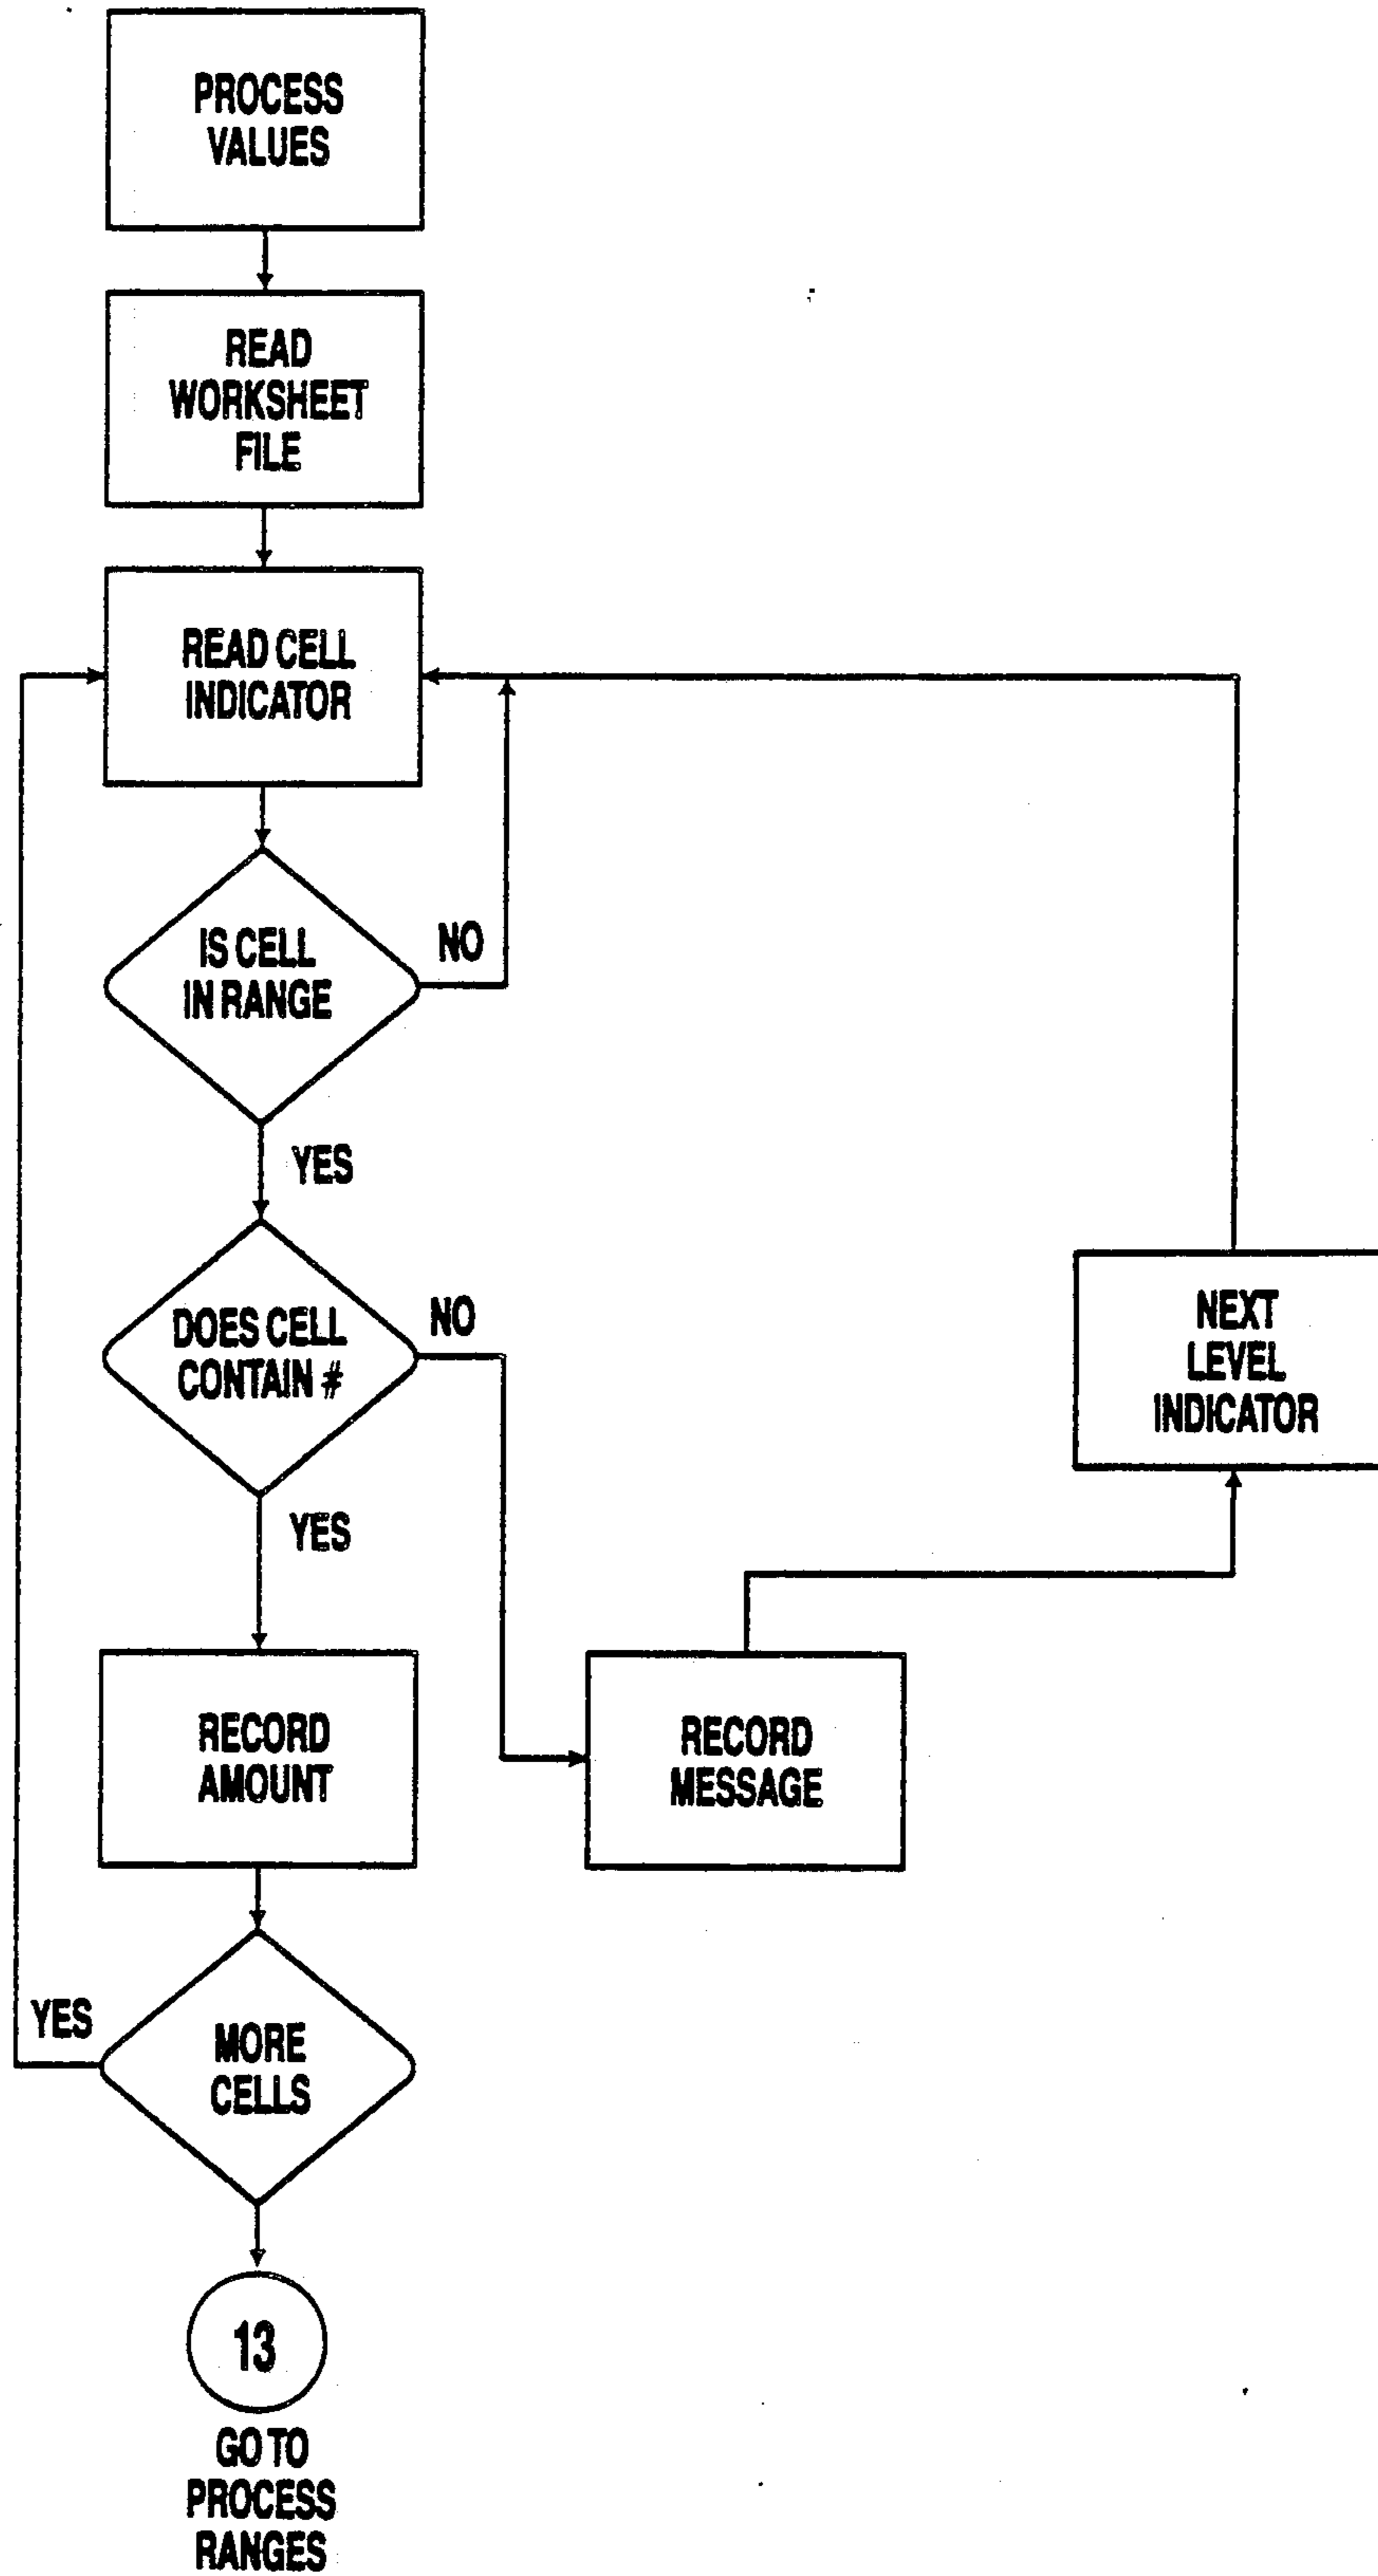 PROCESS
VALUES
READ
WORKSHEET
FILE
READ CELL
INDICATOR
IS CELL
IN RANGE
NO
YES
DOES CELL
CONTAIN #
NO
YES
NEXT
LEVEL
INDICATOR
RECORD
AMOUNT
RECORD
MESSAGE
YES
MORE
CELLS
13
GO TO
PROCESS
RANGES